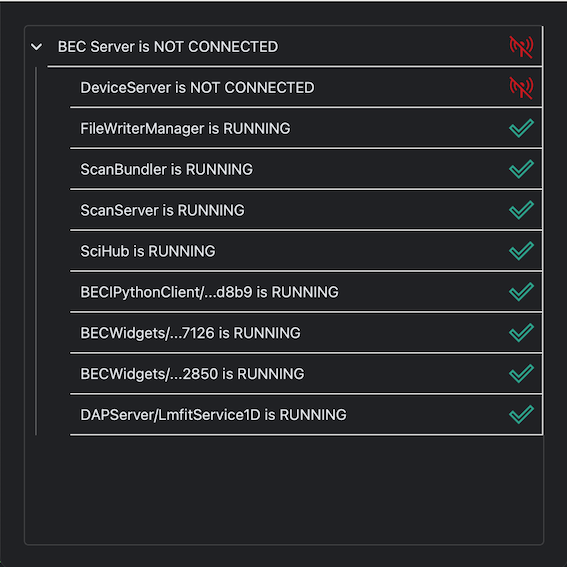 BEC Server is NOT CONNECTED
DeviceServer is NOT CONNECTED
FileWriterManager is RUNNING
ScanBundler is RUNNING
ScanServer is RUNNING
SciHub is RUNNING
BECIPythonClient/...d8b9 is RUNNING
BECWidgets/...7126 is RUNNING
BECWidgets/...2850 is RUNNING
DAPServer/LmfitService1D is RUNNING